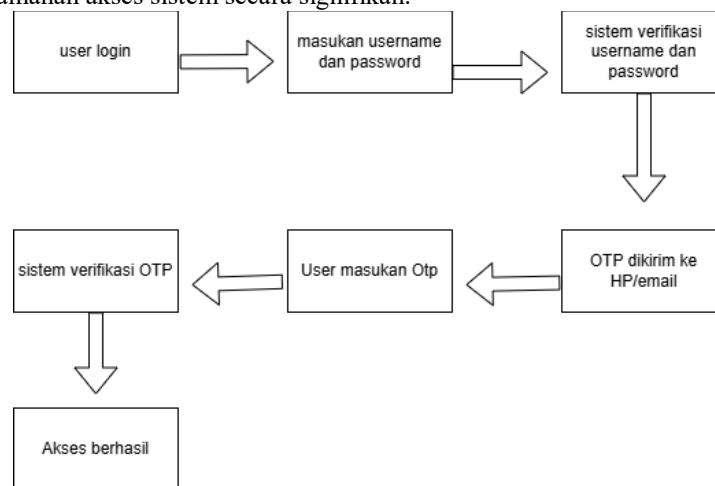 amanan akses sistem secara signifikan.
user login
masukan username
dan password
sistem verifikasi
username dan
password
sistem verifikasi OTP
User masukan Otp
OTP dikirim ke
HP/email
Akses berhasil